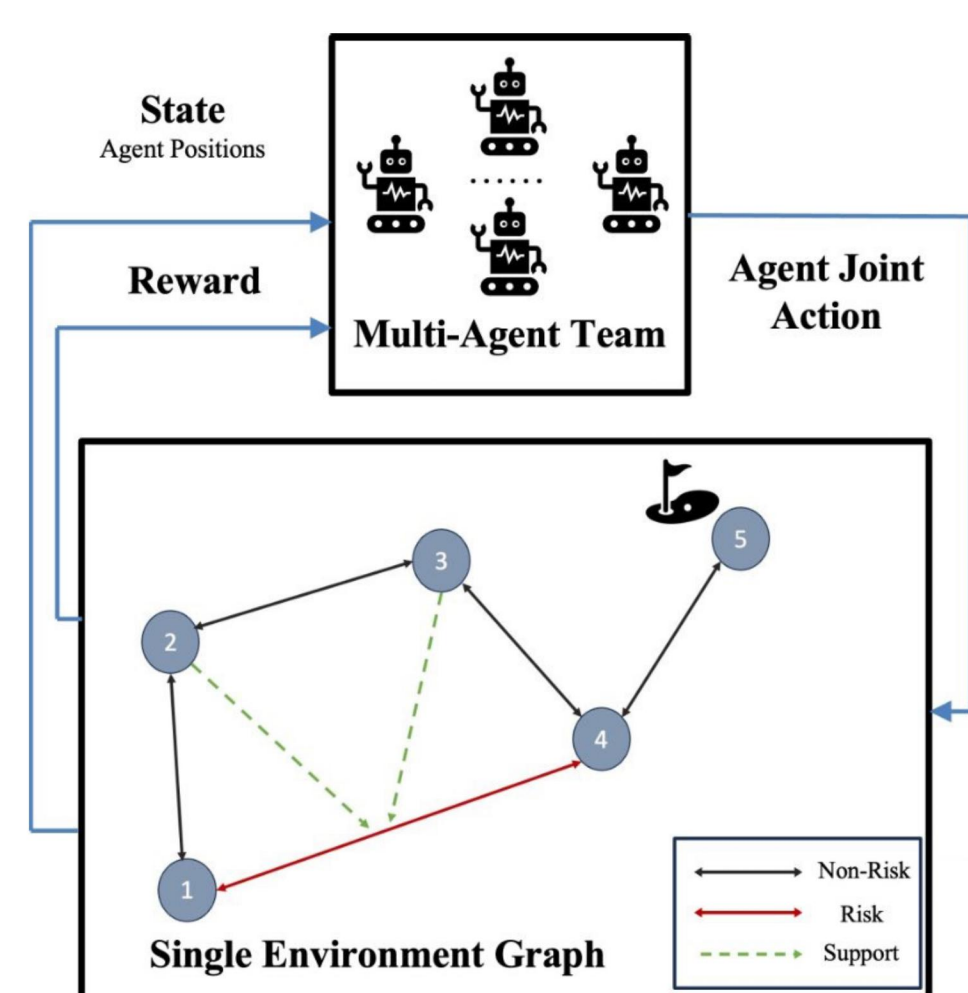 State
Agent Positions
Reward
Multi-Agent Team
Agent Joint
Action
5
3
2
4
1
Non-Risk
Risk
Support
Single Environment Graph